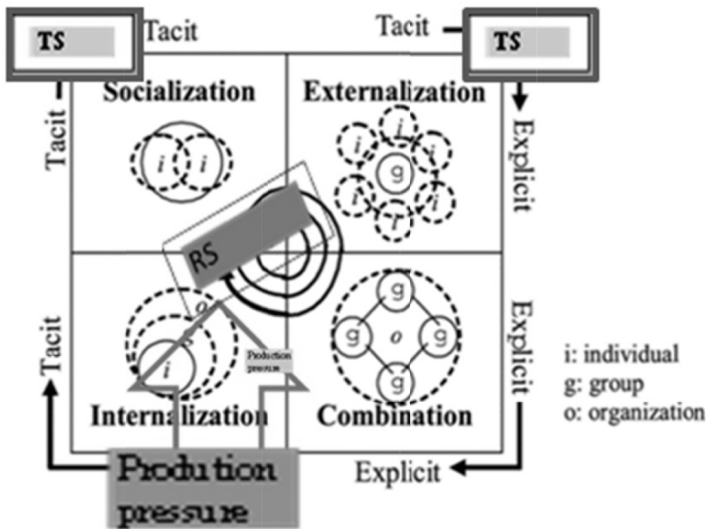 TS
Tacit
Tacit
TS
Socialization
Externalization
Tacit
Explicit
i
i
i
i
i
i
i
i
g
RS
o
g
i
Production
pressure
g
g
o
g
g
Tacit
Explicit
i: individual
g: group
o: organization
Internalization
Combination
Prodution
pressure
Explicit